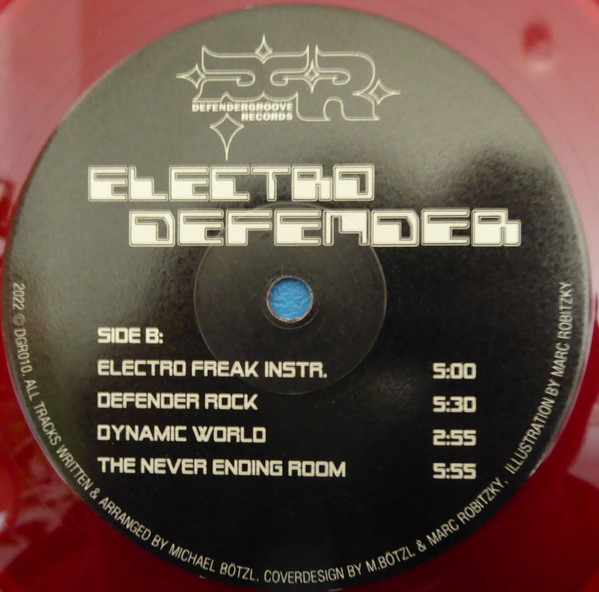 DGR
DEFENDERGROOVE
RECORDS
ELECTRO
DEFENDER
SIDE B:
ELECTRO FREAK INSTR. 5:00
DEFENDER ROCK 5:30
DYNAMIC WORLD 2:55
THE NEVER ENDING ROOM 5:55
2022 © DGR010. ALL TRACKS WRITTEN & ARRANGED BY MICHAEL BÖTZL, COVERDESIGN BY M.BÖTZL & MARC ROBITZKY, ILLUSTRATION BY MARC ROBITZKY